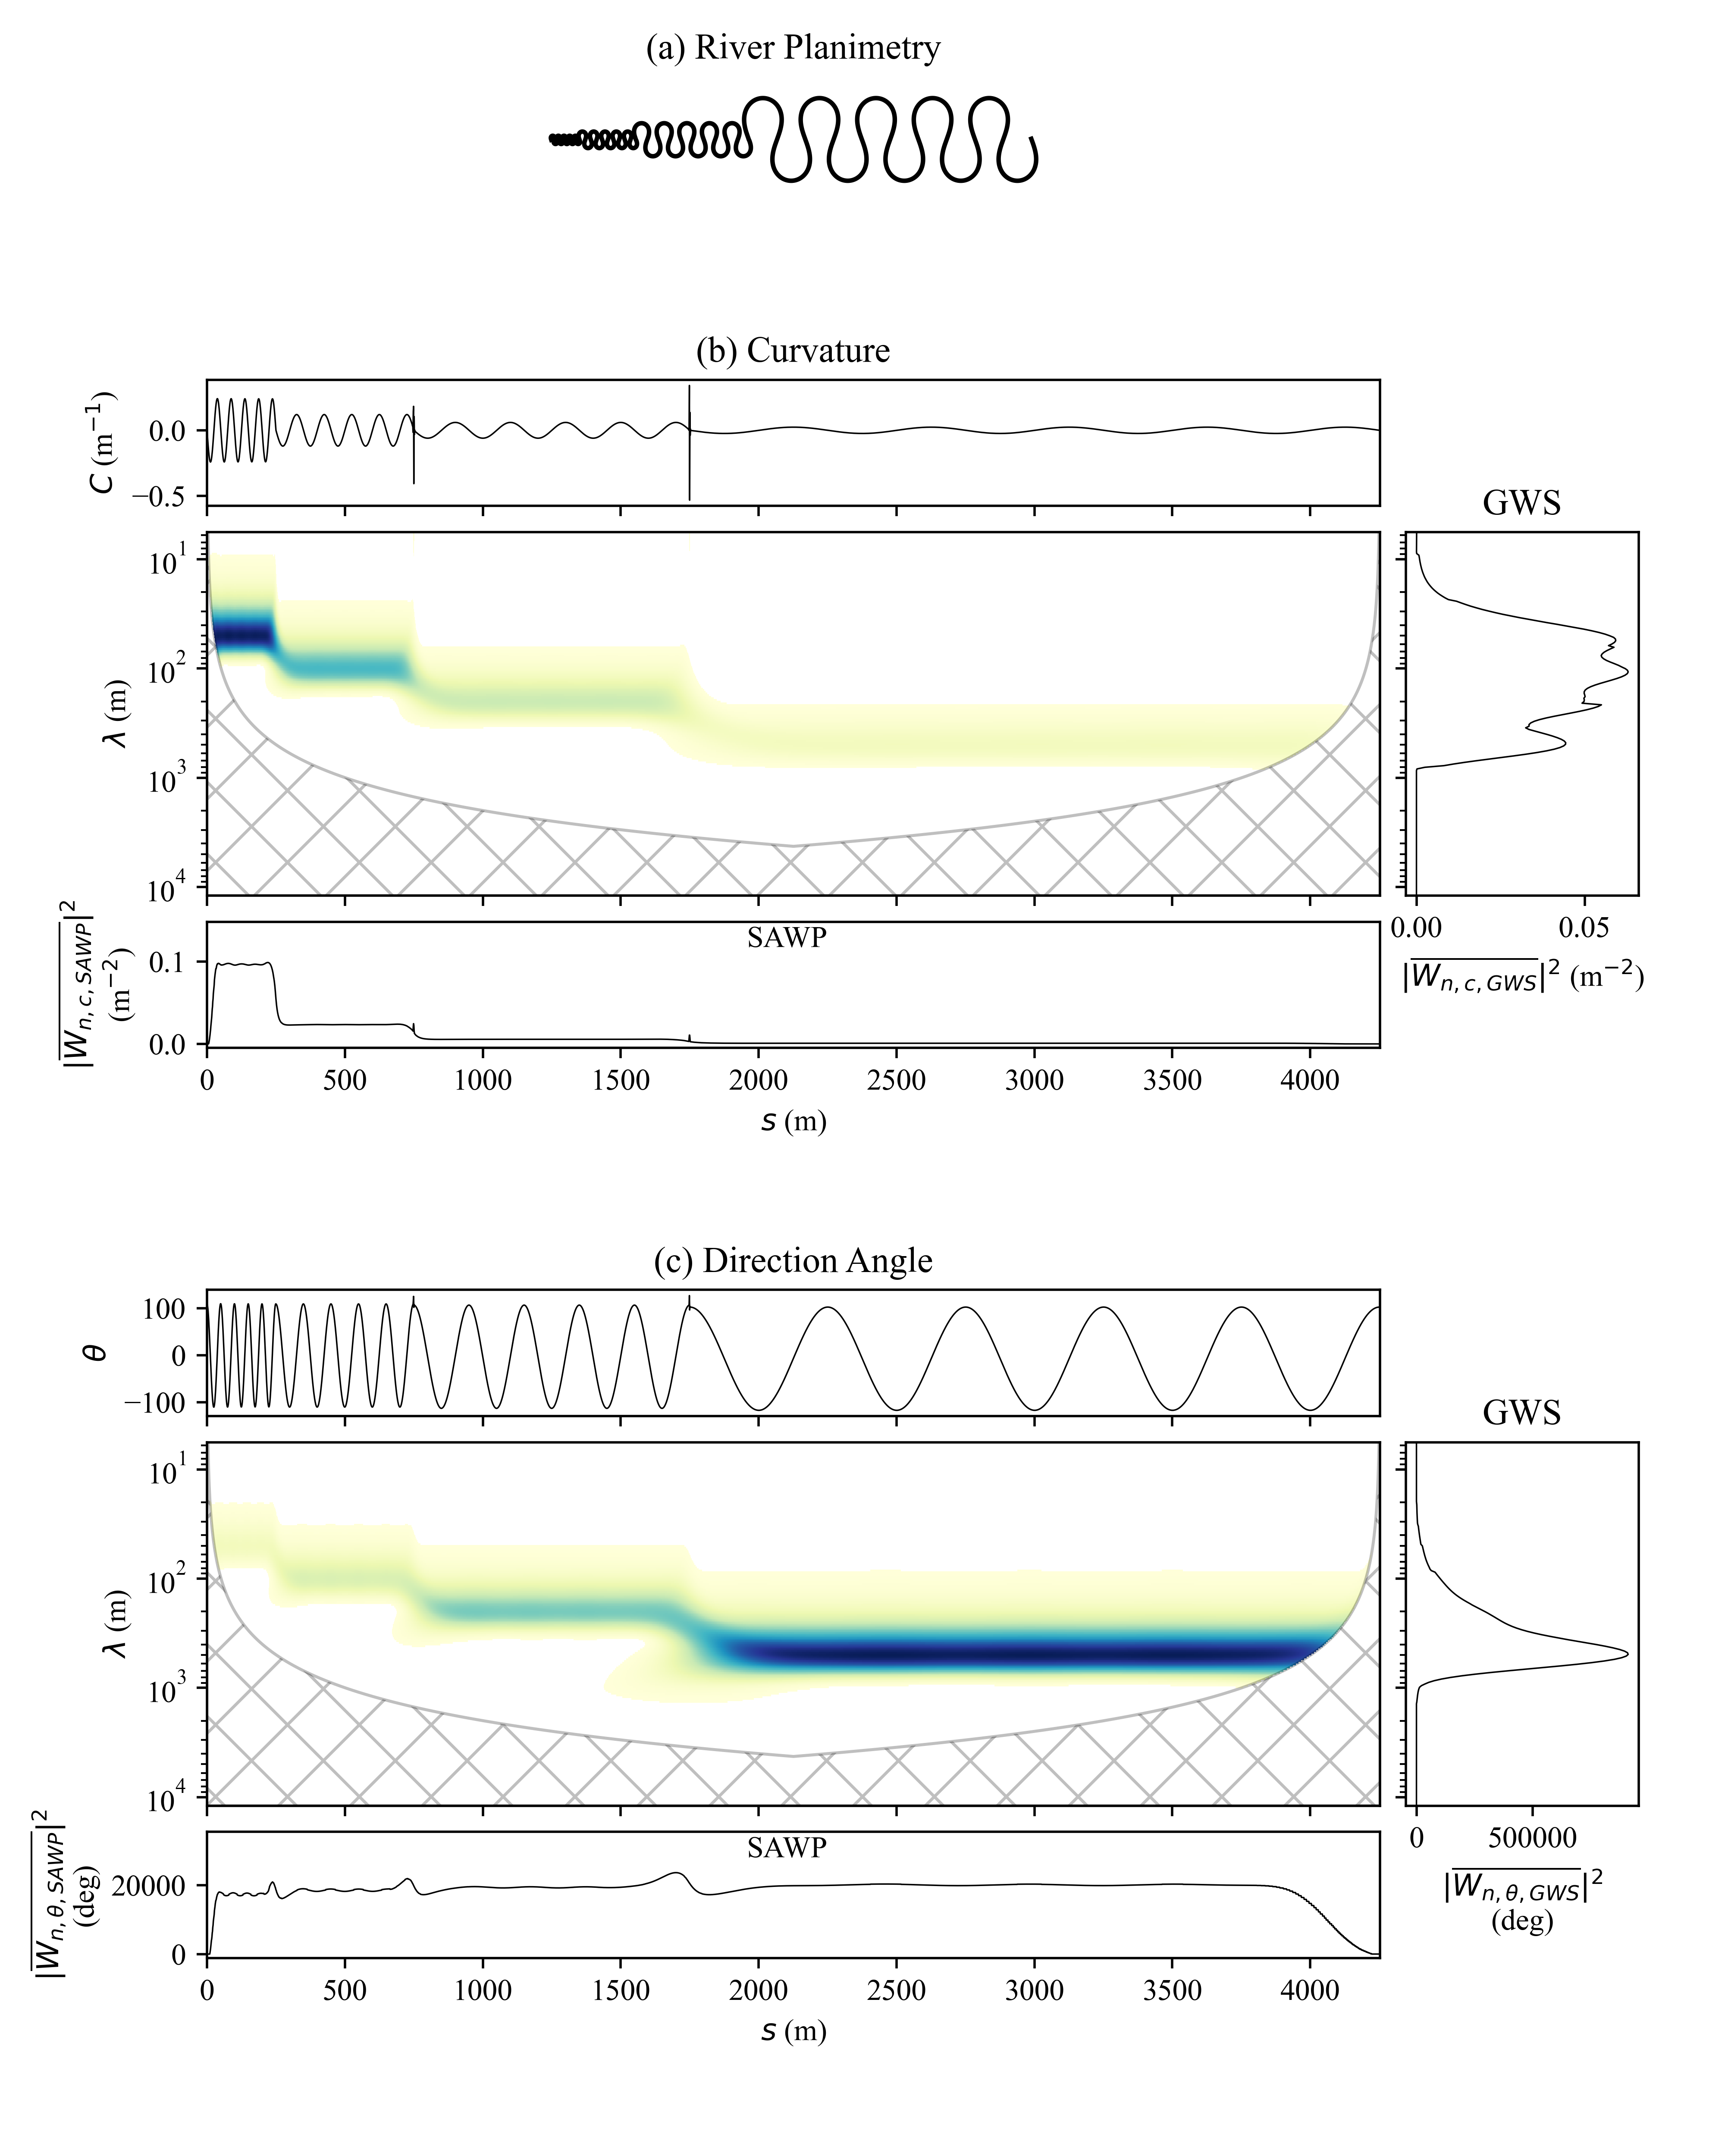 (a) River Planimetry
(b) Curvature
C (m⁻¹)
0.0
−0.5
GWS
λ (m)
10¹
10²
10³
10⁴
0.00 0.05
|W̅n, c, GWS|² (m⁻²)
SAWP
|W̅n, c, SAWP|²
(m⁻²)
0.1
0.0
0 500 1000 1500 2000 2500 3000 3500 4000
s (m)
(c) Direction Angle
θ
100
0
−100
GWS
λ (m)
10¹
10²
10³
10⁴
0 500000
|W̅n, θ, GWS|²
(deg)
SAWP
|W̅n, θ, SAWP|²
(deg)
20000
0
0 500 1000 1500 2000 2500 3000 3500 4000
s (m)